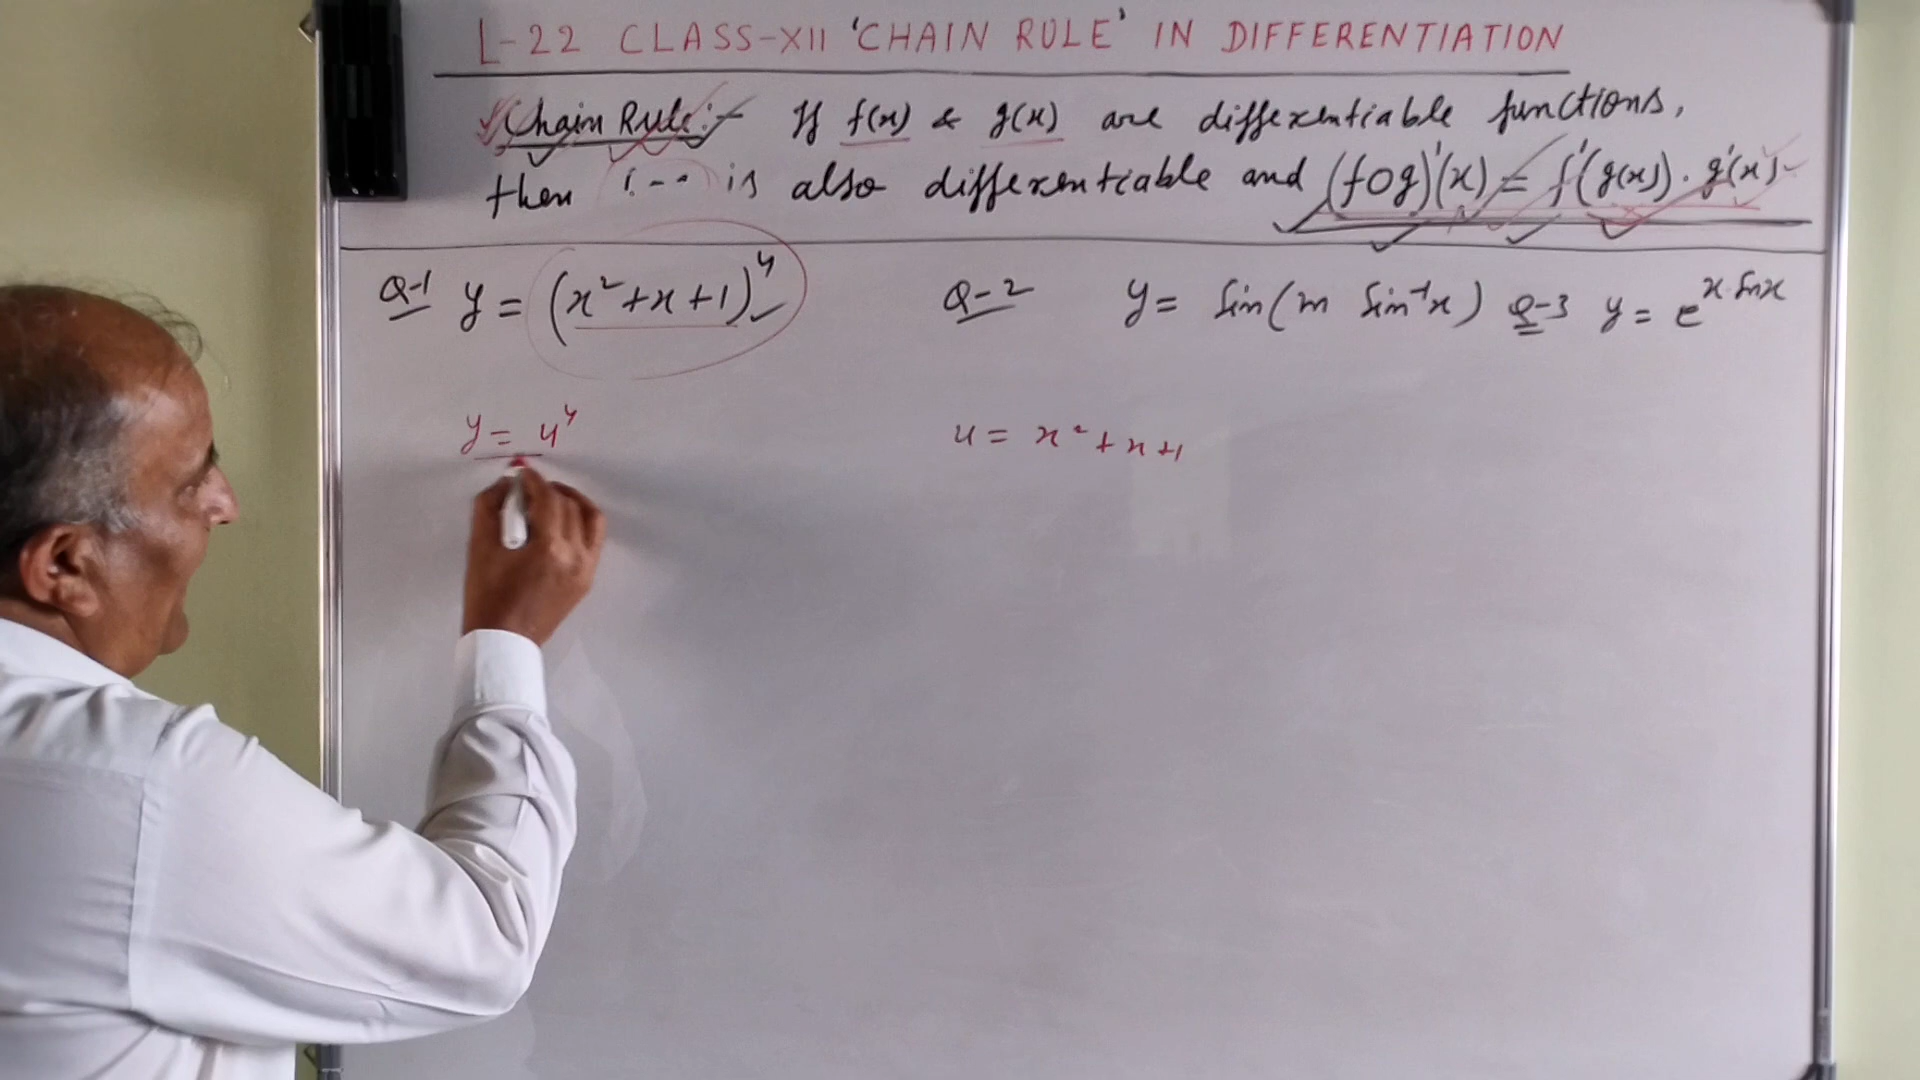 L-22 CLASS-XII 'CHAIN RULE' IN DIFFERENTIATION
Chain Rule:- If f(x) & g(x) are differentiable functions,
then is also differentiable and (fog)'(x) = f'(g(x)). g'(x).
Q-1 y = (x²+x+1)⁴ Q-2 y = Sin(m Sin⁻¹x) Q-3 y = e^{x·Sinx}
y = u⁴ u = x²+x+1